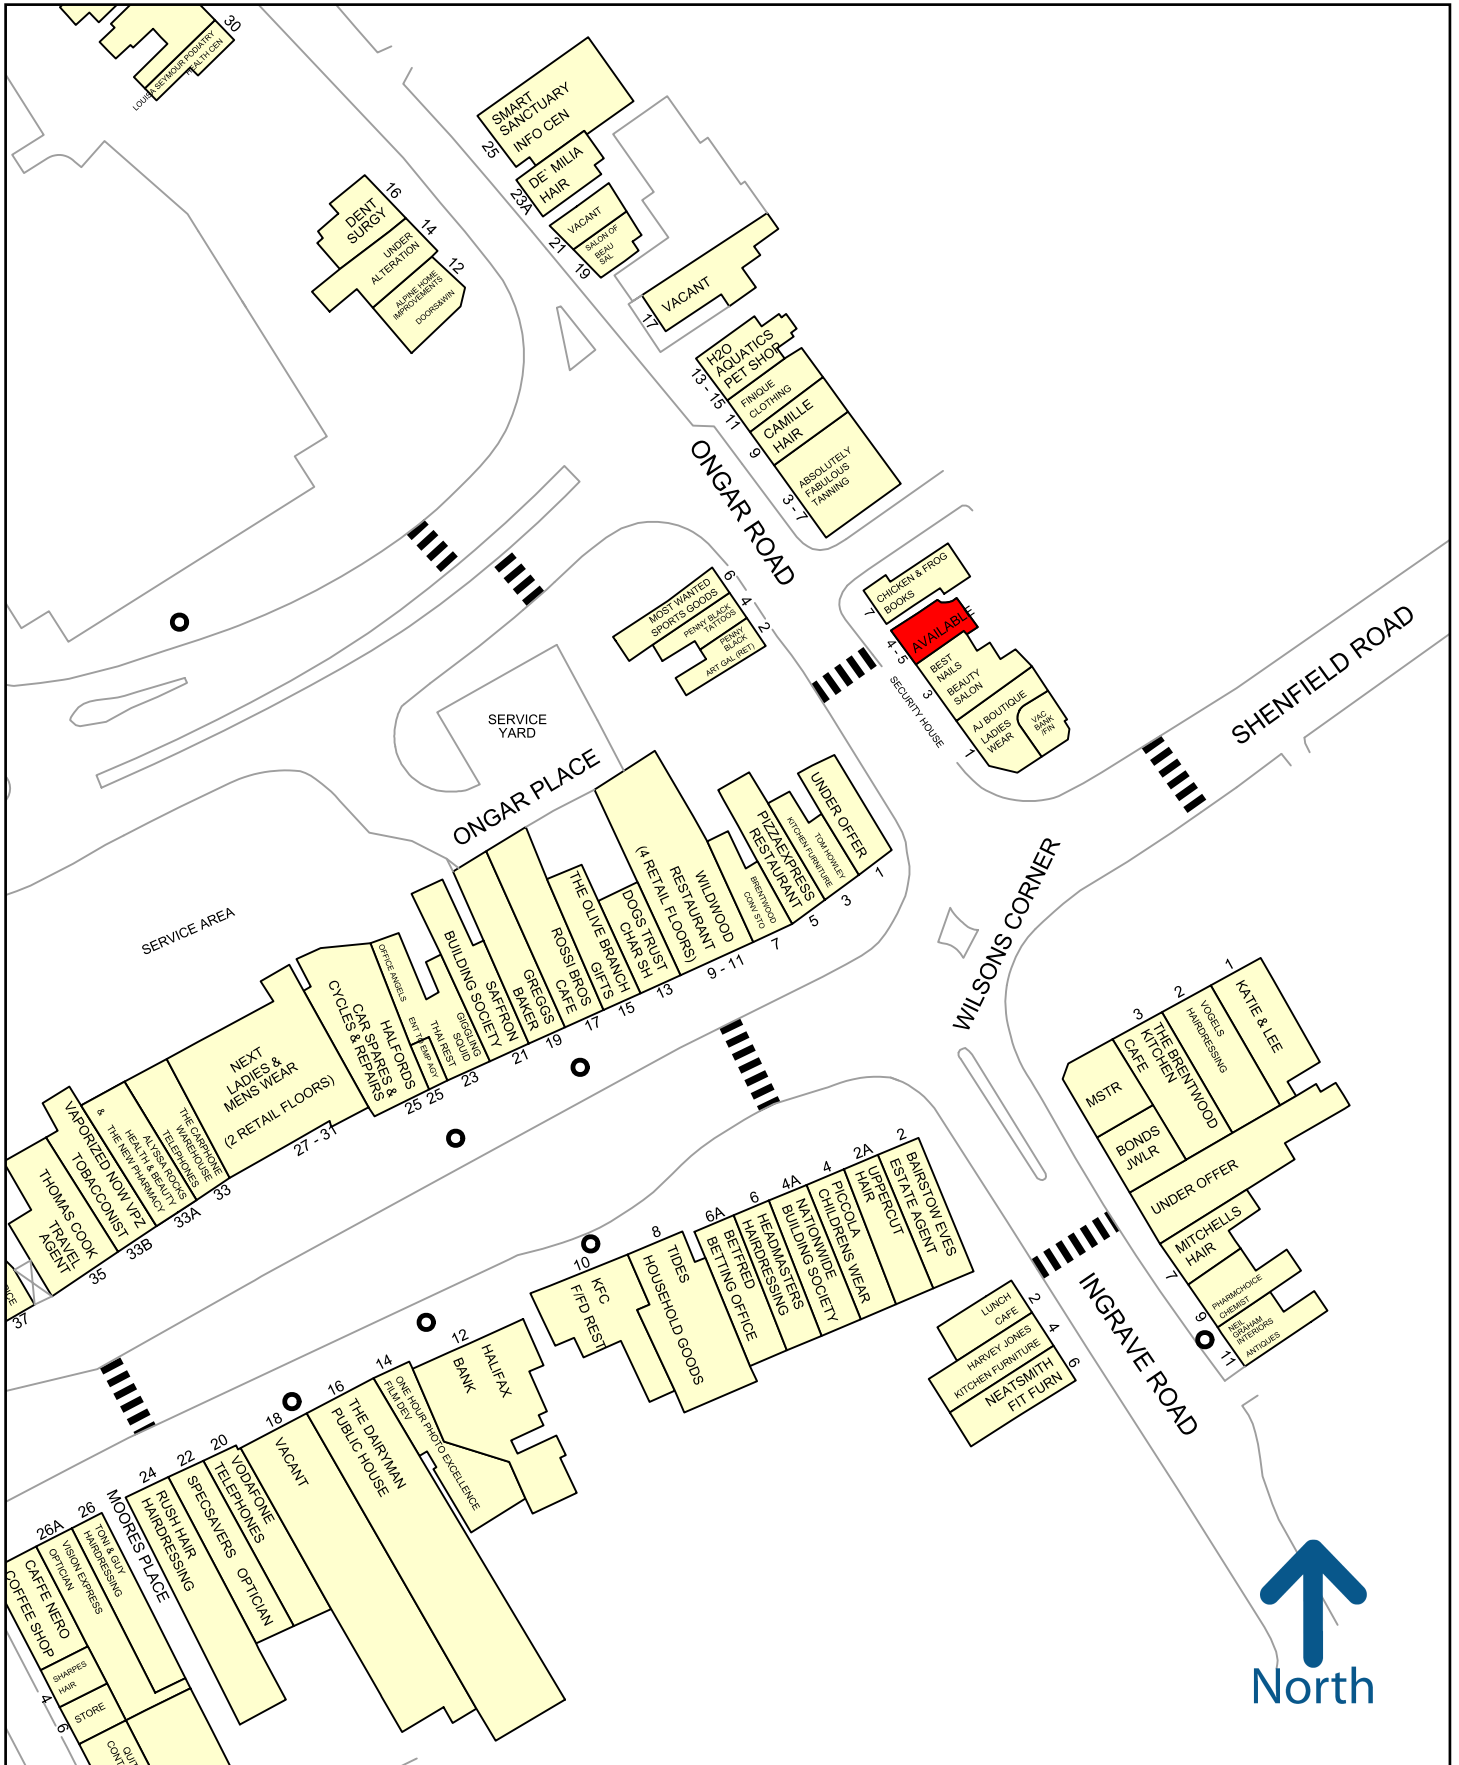 30
LOUISA SEYMOUR PODIATRY
HEALTH CEN
SMART
SANCTUARY
INFO CEN
25
DE' MILIA
HAIR
23A
VACANT
21
SALON OF
BEAU
SAL
19
VACANT
17
16
DENT
SURGY
14
UNDER
ALTERATION
12
ALPINE HOME
IMPROVEMENTS
DOORS&WIN
H2O
AQUATICS
PET SHOP
13 - 15
FINIQUE
CLOTHING
11
CAMILLE
HAIR
9
ABSOLUTELY
FABULOUS
TANNING
3 - 7
ONGAR ROAD
CHICKEN & FROG
BOOKS
7
AVAILABLE
4 - 5
BEST
NAILS
BEAUTY
SALON
3
SECURITY HOUSE
AJ BOUTIQUE
LADIES
WEAR
1
VAC
BANK
/FIN
SHENFIELD ROAD
6
MOST WANTED
SPORTS GOODS
4
PENNY BLACK
TATTOOS
2
PENNY
BLACK
ART GAL (RET)
SERVICE
YARD
ONGAR PLACE
SERVICE AREA
WILSONS CORNER
UNDER OFFER
1
TOM HOWLEY
KITCHEN FURNITURE
3
PIZZAEXPRESS
RESTAURANT
5
BRENTWOOD
CONV STO
7
WILDWOOD
RESTAURANT
(4 RETAIL FLOORS)
9 - 11
DOGS TRUST
CHAR SH
13
THE OLIVE BRANCH
GIFTS
15
ROSSI BROS
CAFE
17
GREGGS
BAKER
19
SAFFRON
BUILDING SOCIETY
21
GIGGLING
SQUID
THAI REST
23
OFFICE ANGELS
ENT TO EMP AGY
25
HALFORDS
CAR SPARES &
CYCLES & REPAIRS
25
NEXT
LADIES &
MENS WEAR
(2 RETAIL FLOORS)
27 - 31
THE CARPHONE
WAREHOUSE
TELEPHONES
33
ALYSSA ROCKS
HEALTH & BEAUTY
& THE NEW PHARMACY
33A
VAPORIZED NOW VPZ
TOBACCONIST
33B
THOMAS COOK
TRAVEL
AGENT
35
37
1
KATIE & LEE
2
VOGELS
HAIRDRESSING
3
THE BRENTWOOD
KITCHEN
CAFE
MSTR
BONDS
JWLR
UNDER OFFER
MITCHELLS
HAIR
7
PHARMCHOICE
CHEMIST
9
NEIL
GRAHAM
INTERIORS
ANTIQUES
11
INGRAVE ROAD
2
LUNCH
CAFE
4
HARVEY JONES
KITCHEN FURNITURE
6
NEATSMITH
FIT FURN
2
BAIRSTOW EVES
ESTATE AGENT
2A
UPPERCUT
HAIR
4
PICCOLA
CHILDRENS WEAR
4A
NATIONWIDE
BUILDING SOCIETY
6
HEADMASTERS
HAIRDRESSING
6A
BETFRED
BETTING OFFICE
8
TIDES
HOUSEHOLD GOODS
10
KFC
F/FD REST
12
HALIFAX
BANK
14
ONE HOUR PHOTO EXCELLENCE
FILM DEV
16
THE DAIRYMAN
PUBLIC HOUSE
18
VACANT
20
VODAFONE
TELEPHONES
22
SPECSAVERS OPTICIAN
24
RUSH HAIR
HAIRDRESSING
MOORES PLACE
26
TONI & GUY
HAIRDRESSING
26A
VISION EXPRESS
OPTICIAN
CAFFE NERO
COFFEE SHOP
SHARPES
HAIR
4
STORE
6
North